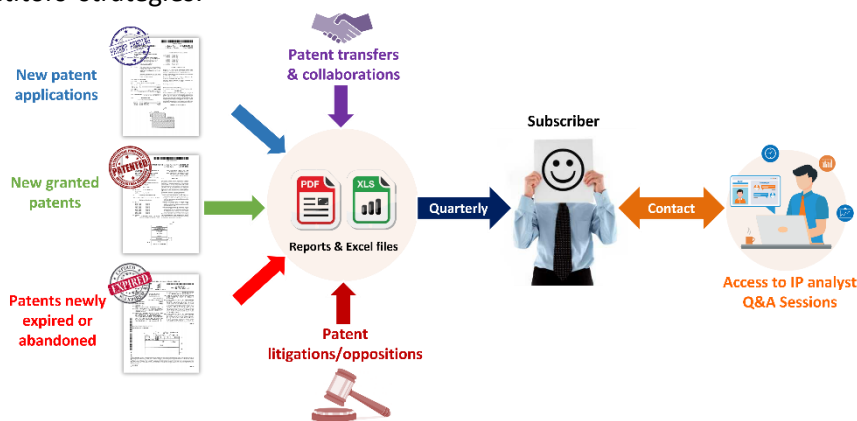 Patent transfers
& collaborations
New patent
applications
Subscriber
PATENTED
New granted
patents
PDF
XLS
Quarterly
Contact
Reports & Excel files
EXPIRED
Patents newly
expired or
abandoned
Access to IP analyst
Q&A Sessions
Patent
litigations/oppositions